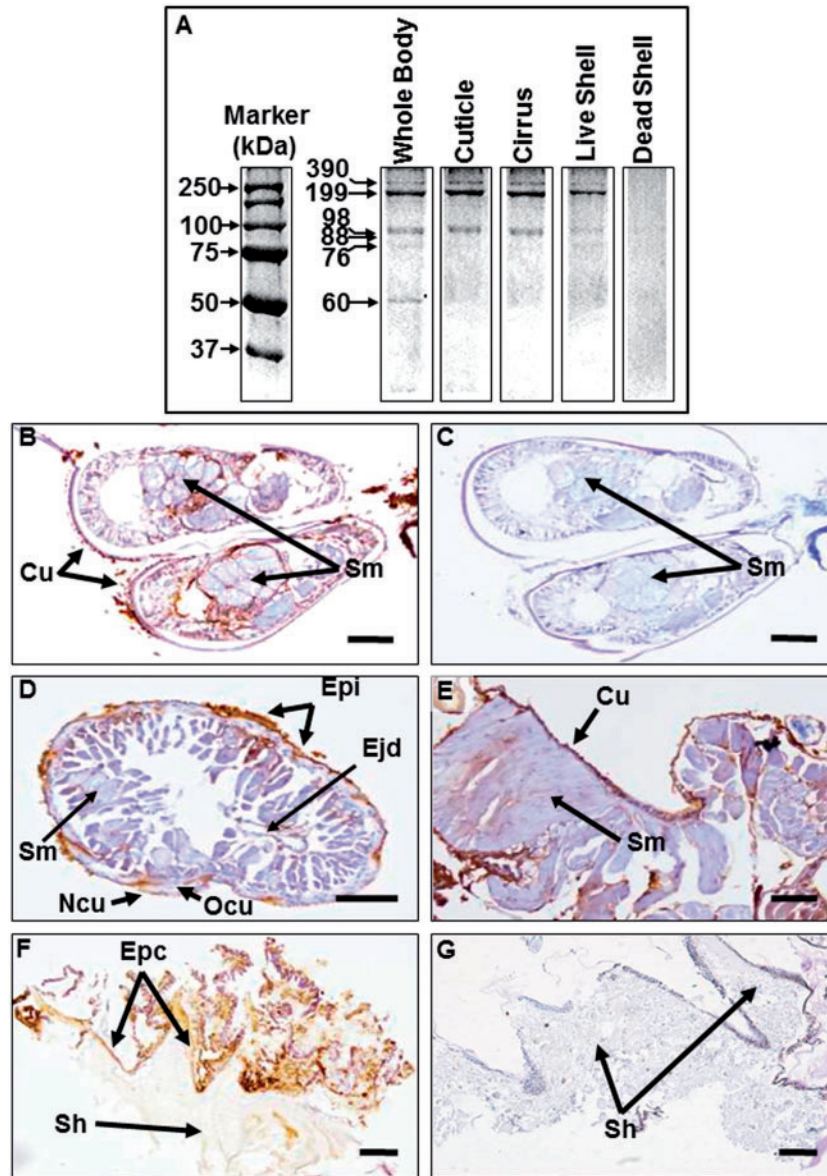 A
Marker
(kDa)
250
100
75
50
37
Whole Body
Cuticle
Cirrus
Live Shell
Dead Shell
390
199
98
88
76
60
B
Cu
Sm
C
Sm
D
Epi
Ejd
Sm
Ncu
Ocu
E
Cu
Sm
F
Epc
Sh
G
Sh